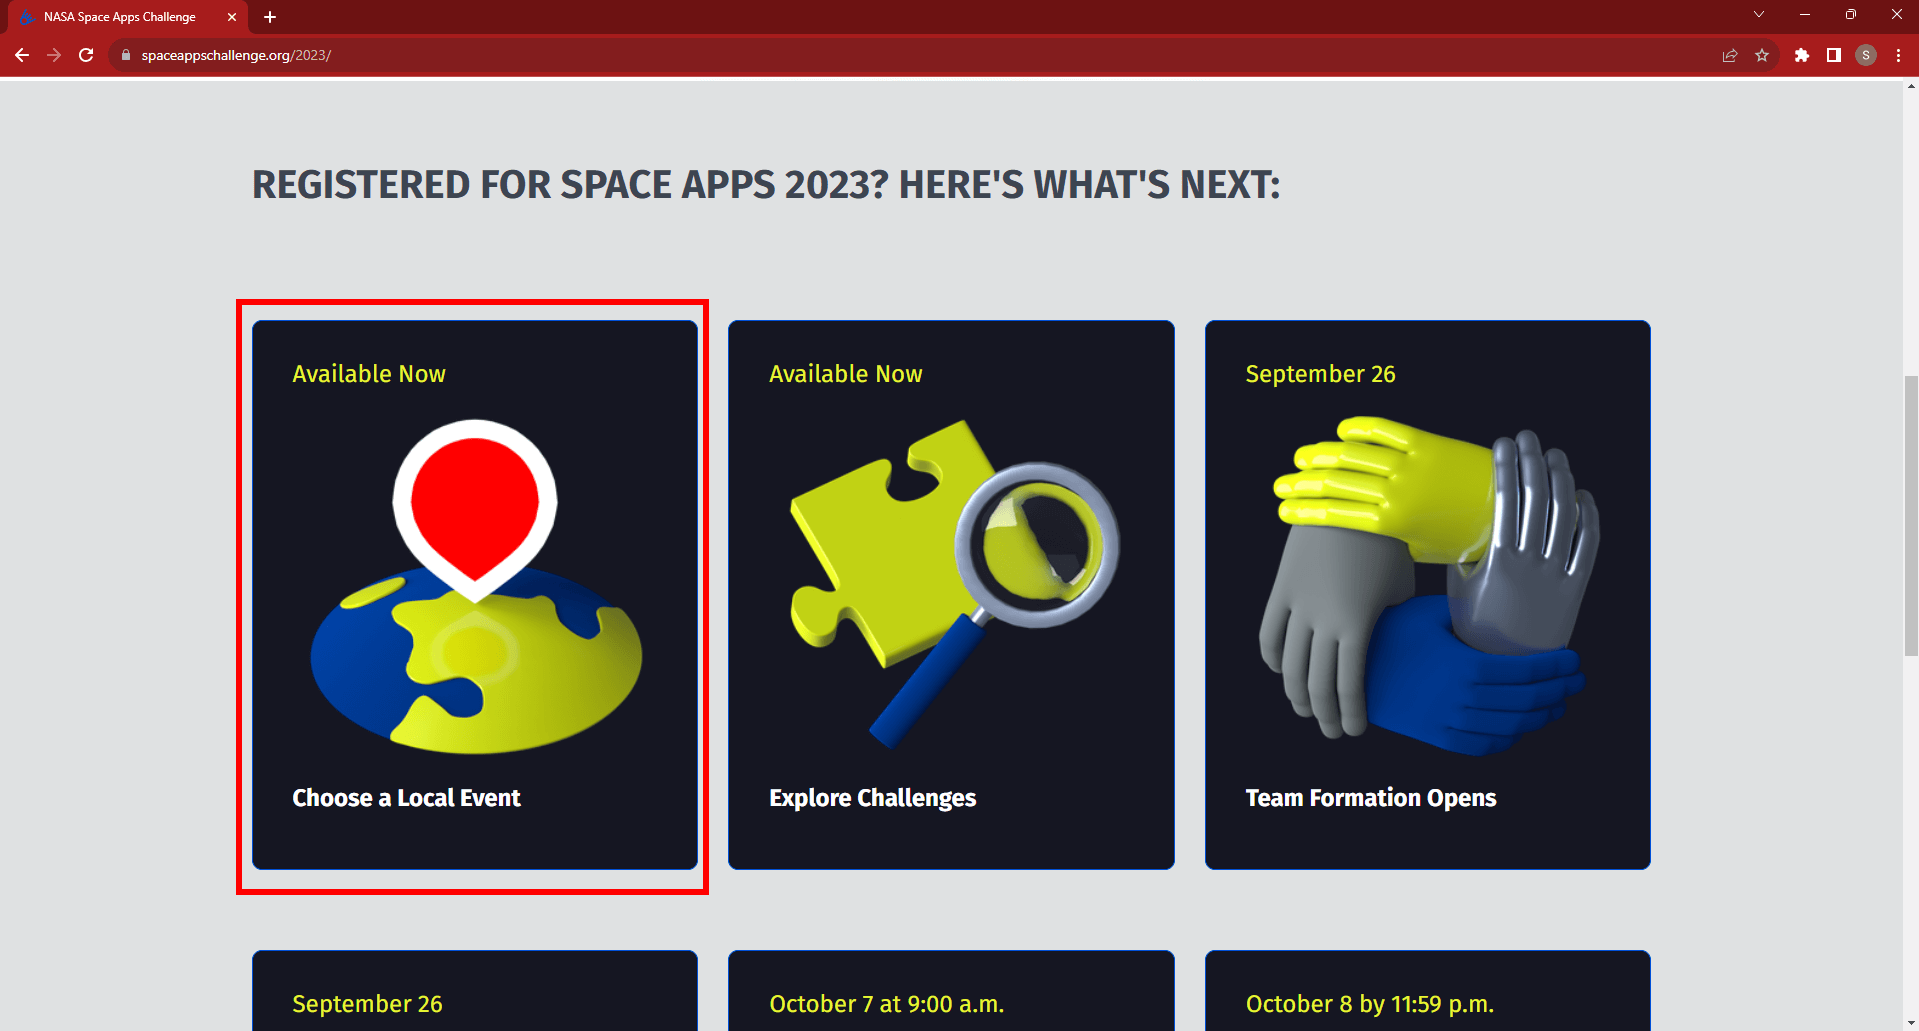 NASA Space Apps Challenge
spaceappschallenge.org/2023/
S
REGISTERED FOR SPACE APPS 2023? HERE'S WHAT'S NEXT:
Available Now
Choose a Local Event
Available Now
Explore Challenges
September 26
Team Formation Opens
September 26
October 7 at 9:00 a.m.
October 8 by 11:59 p.m.